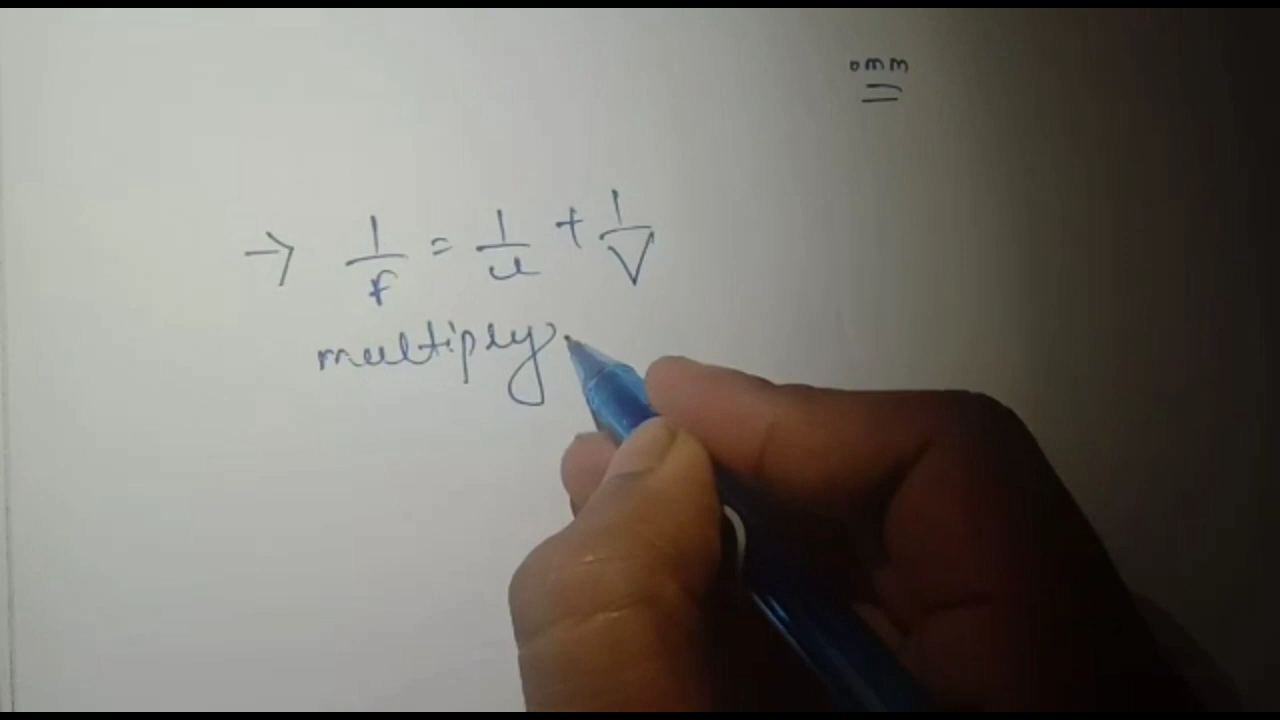 omm
→ 1/f = 1/u + 1/V
multiply